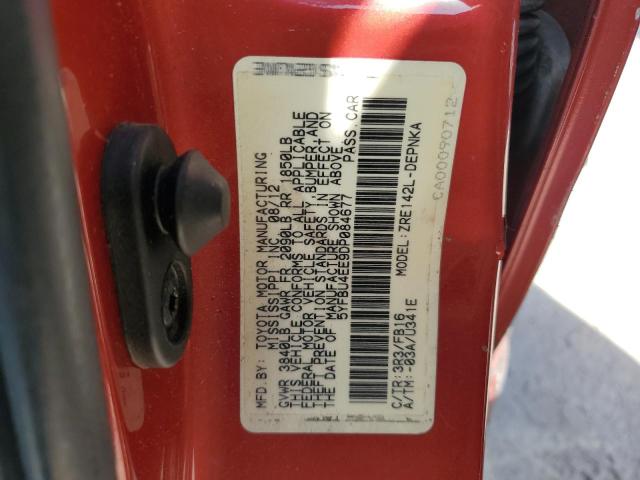 MFD. BY: TOYOTA MOTOR MANUFACTURING
MISSISSIPPI INC. 08/12
GVWR 3840LB GAWR FR 2090LB RR 1850LB
THIS VEHICLE CONFORMS TO ALL APPLICABLE
FEDERAL MOTOR VEHICLE SAFETY, BUMPER AND
THEFT PREVENTION STANDARDS IN EFFECT ON
THE DATE OF MANUFACTURE SHOWN ABOVE.
5YFBU4EE9DP084677 PASS.CAR
C/TR: 3R3/FB16 MODEL: ZRE142L-DEPNKA
A/TM: -03A/U341E
CA00090712